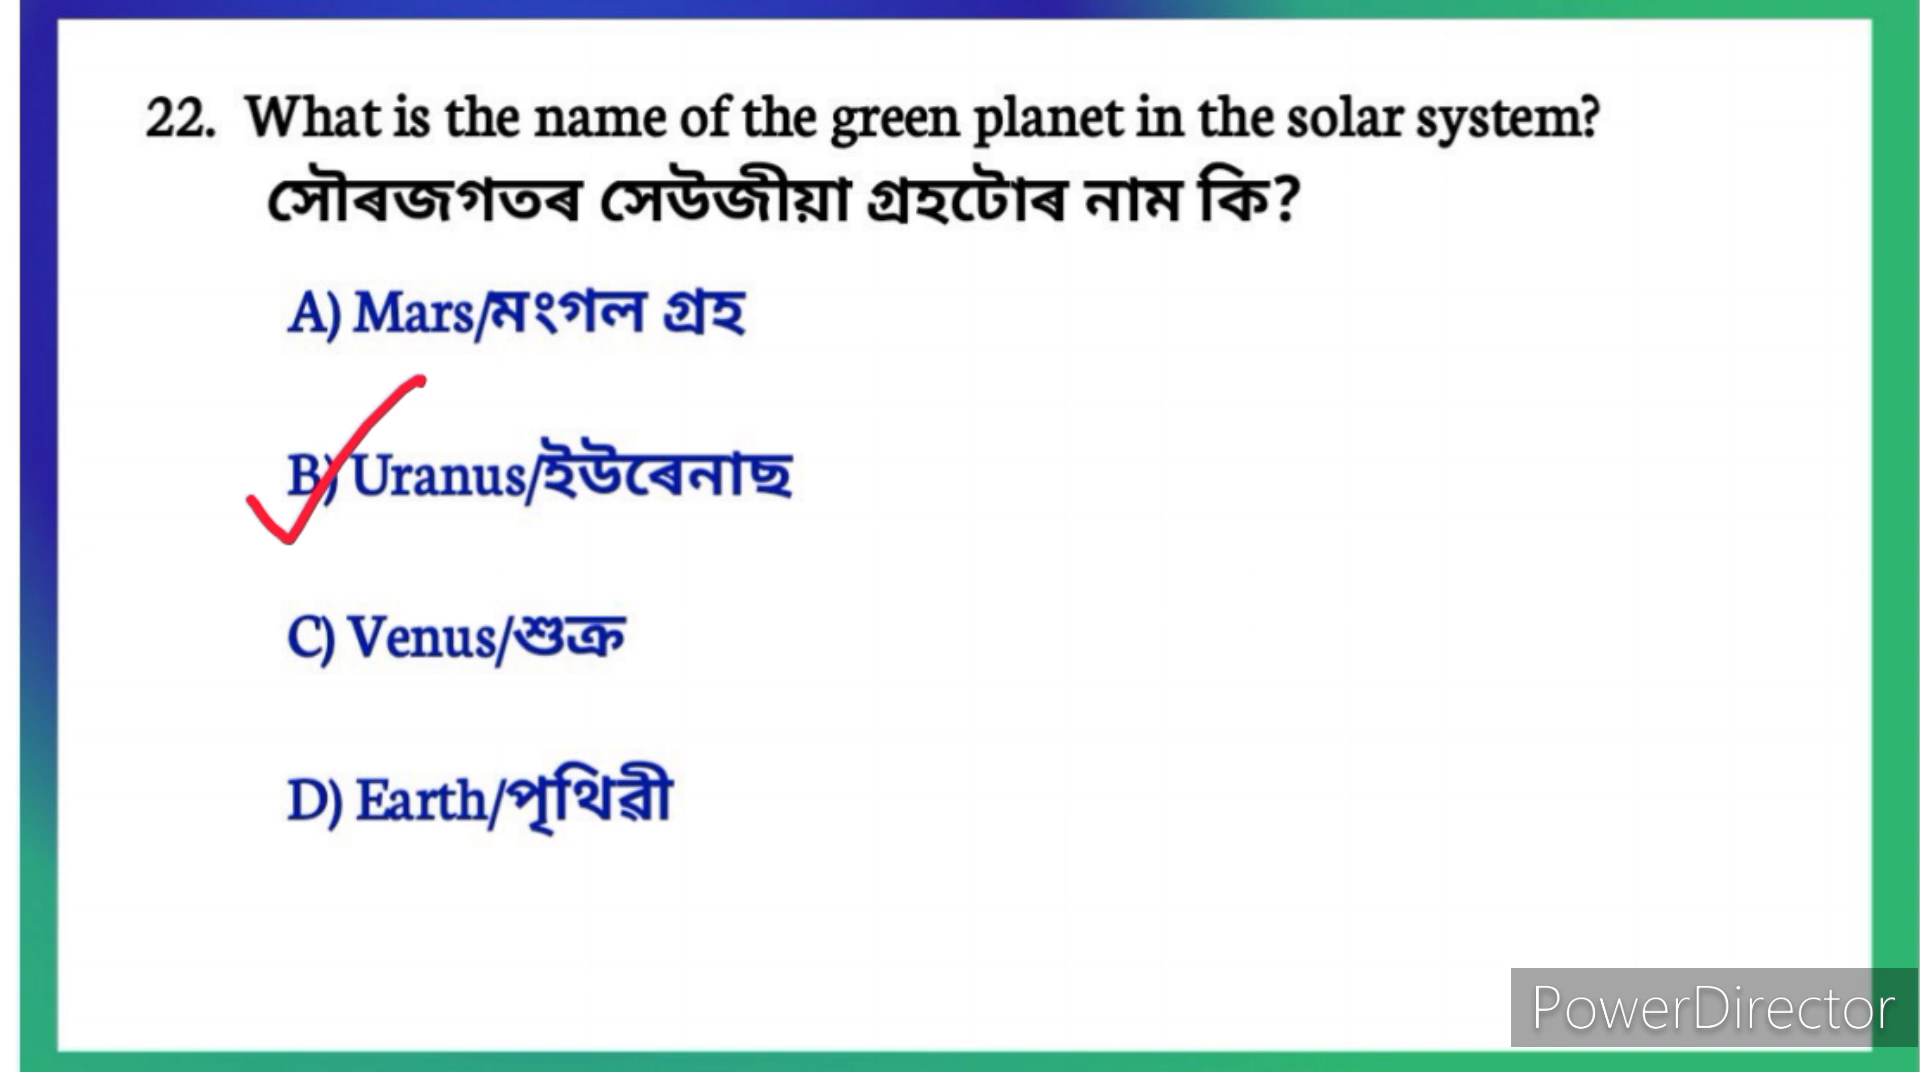 22. What is the name of the green planet in the solar system?
সৌৰজগতৰ সেউজীয়া গ্ৰহটোৰ নাম কি?
A) Mars/মংগল গ্ৰহ
B) Uranus/ইউৰেনাছ
C) Venus/শুক্ৰ
D) Earth/পৃথিৱী
PowerDirector